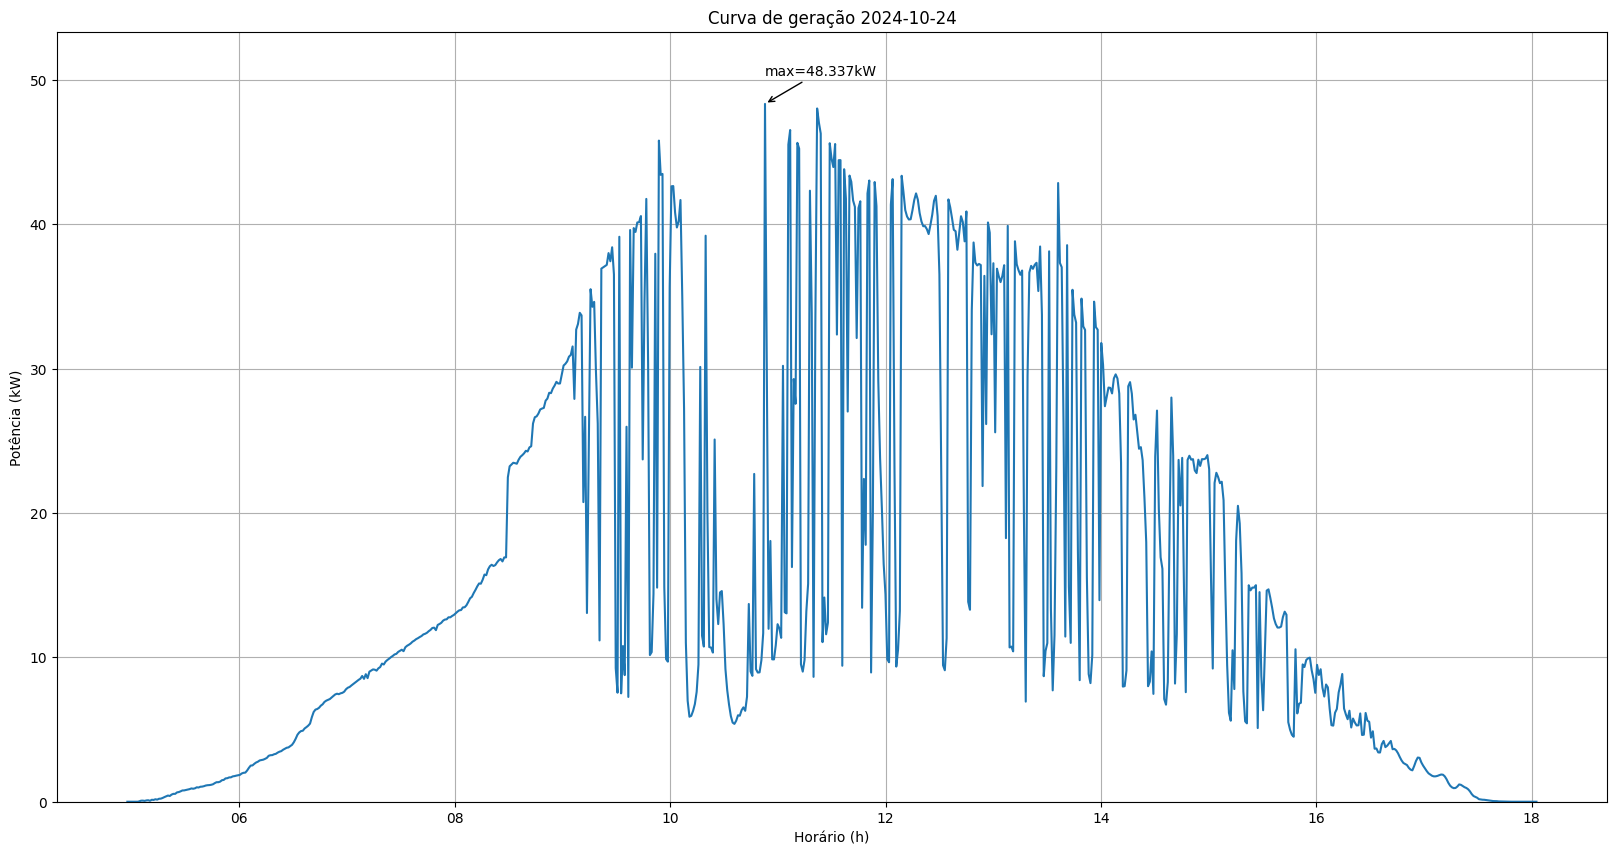 Curva de geração 2024-10-24
max=48.337kW
Potência (kW)
50
40
30
20
10
0
06 08 10 12 14 16 18
Horário (h)